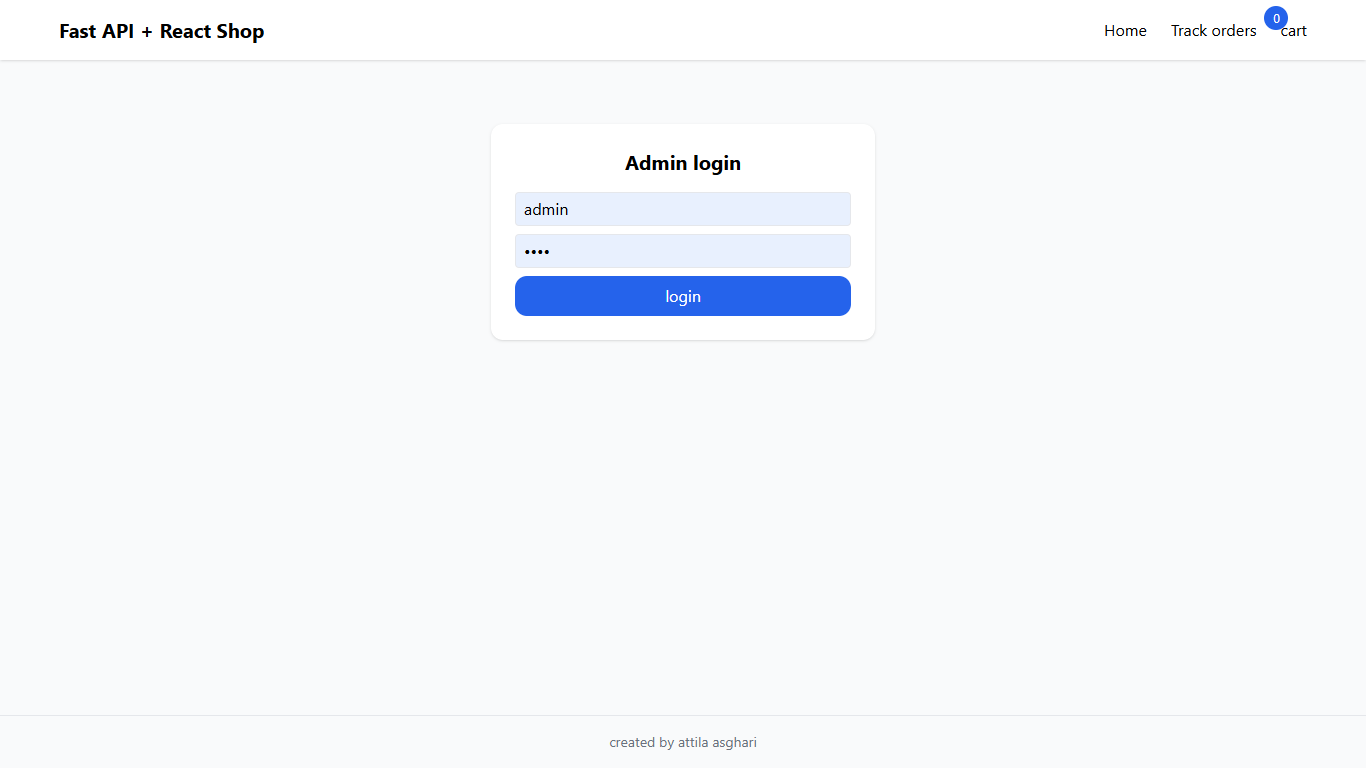 Fast API + React Shop
Home
Track orders
0
cart
Admin login
admin
••••
login
created by attila asghari